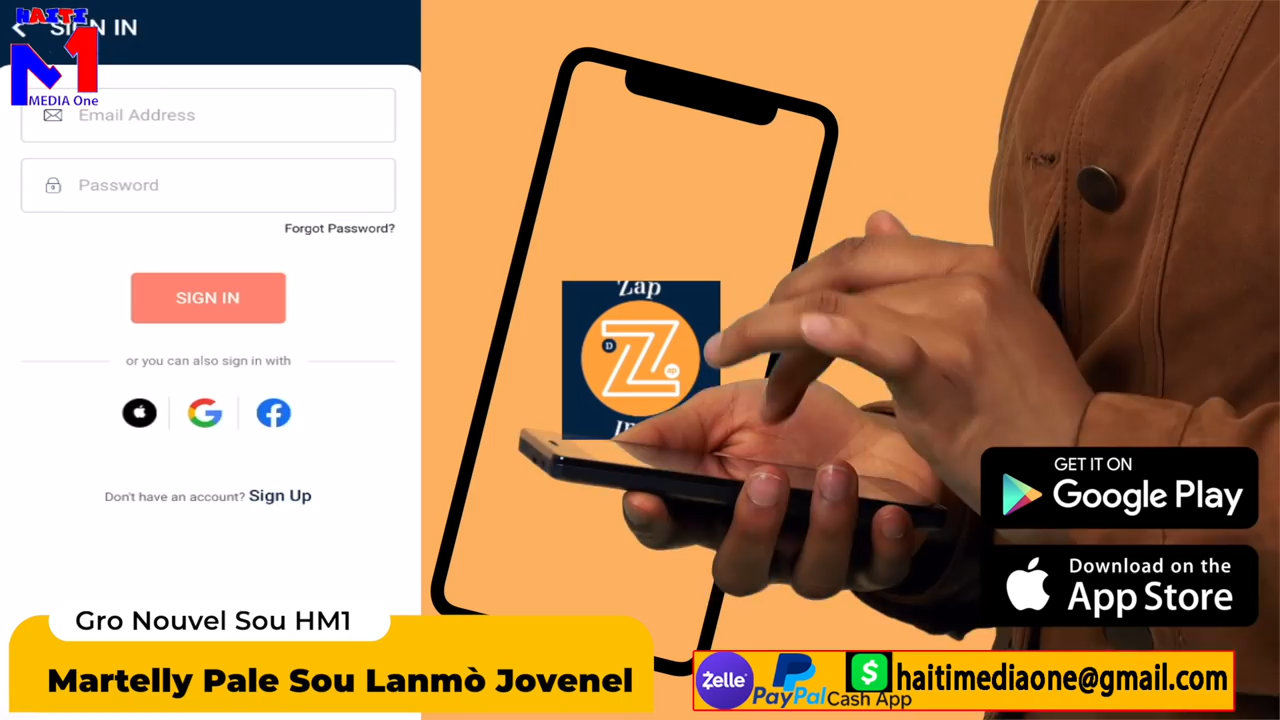 HAITI
M1
MEDIA One
SIGN IN
Email Address
Password
Forgot Password?
SIGN IN
or you can also sign in with
Don't have an account? Sign Up
Zap
Z
D
GET IT ON
Google Play
Download on the
App Store
Gro Nouvel Sou HM1
Martelly Pale Sou Lanmò Jovenel
Zelle
PayPal
Cash App
haitimediaone@gmail.com